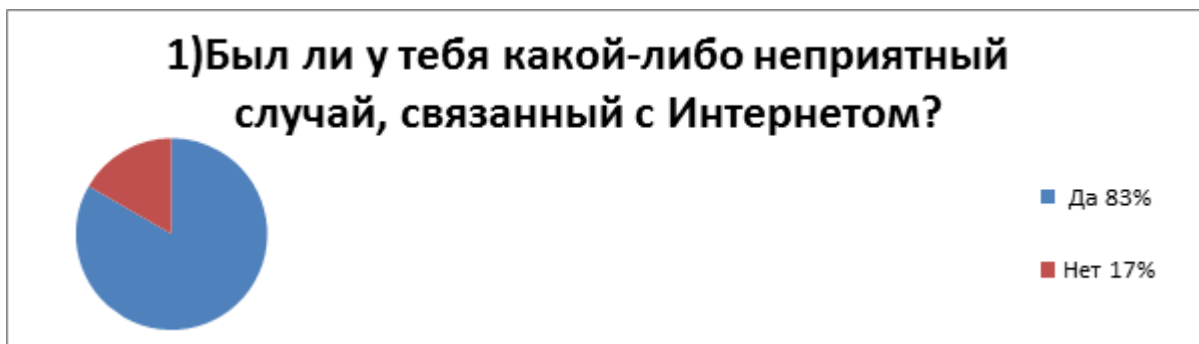 1)Был ли у тебя какой-либо неприятный
случай, связанный с Интернетом?
Да 83%
Нет 17%